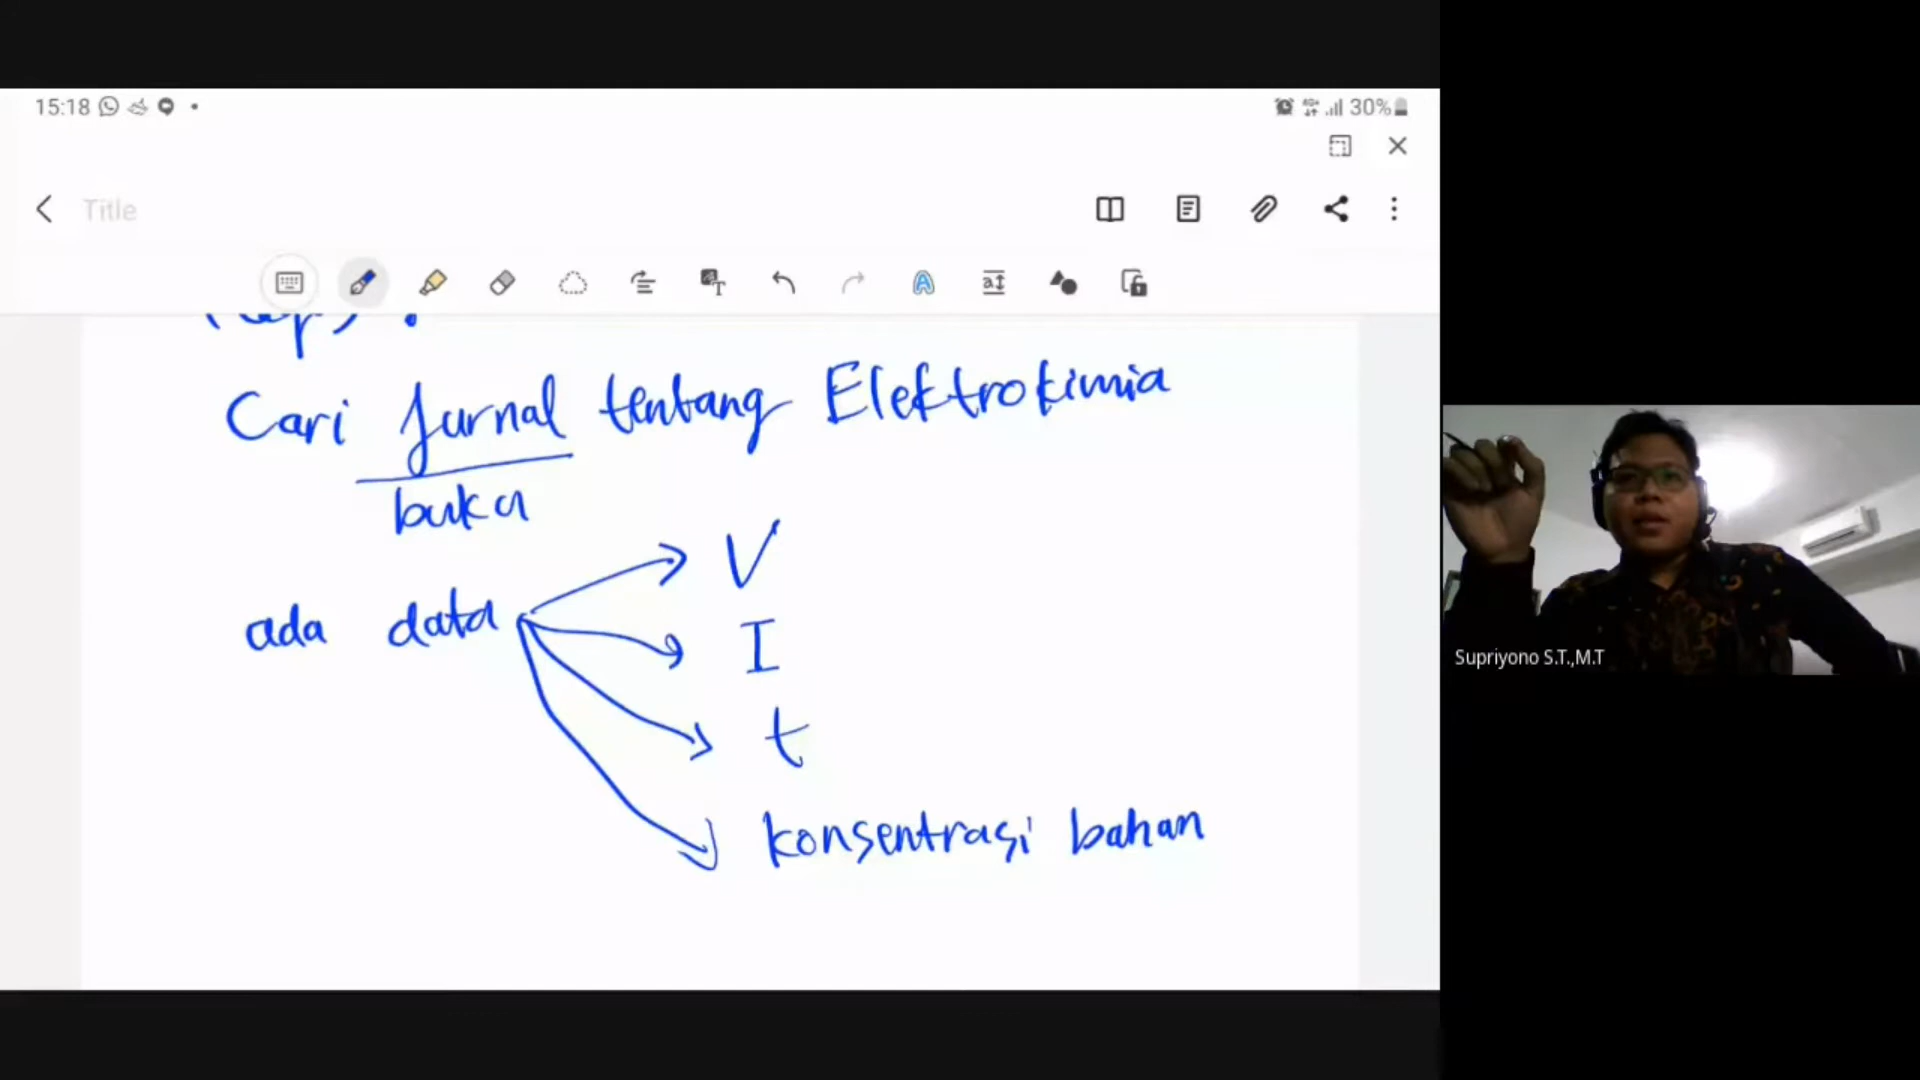 15:18
30%
Title
Cari Jurnal tentang Elektrokimia
buku
ada data
V
I
t
konsentrasi bahan
Supriyono S.T.,M.T